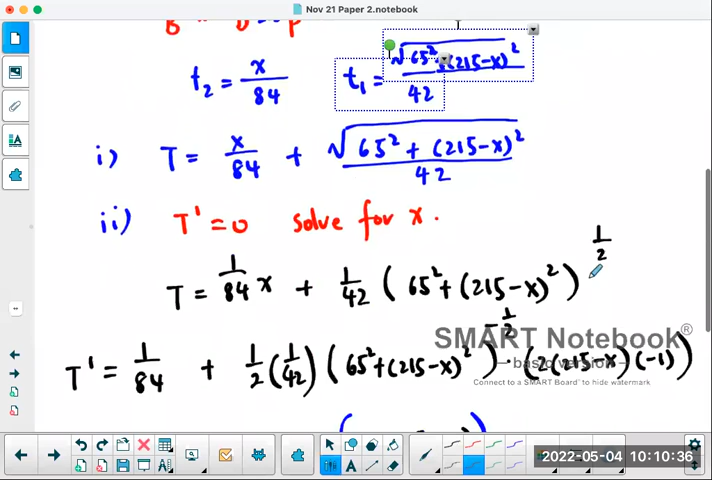 Nov 21 Paper 2.notebook
t₂ = x/84    t₁ = √(65² + (215-x)²)/42
i) T = x/84 + √(65² + (215-x)²)/42
ii) T' = 0 solve for x.
T = 1/84 x + 1/42 (65² + (215-x)²)^(1/2)
T' = 1/84 + 1/2 (1/42) (65² + (215-x)²)^(-1/2) · (2(215-x)(-1))
SMART Notebook®
basic version
Connect to a SMART Board® to hide watermark
2022-05-04 10:10:36